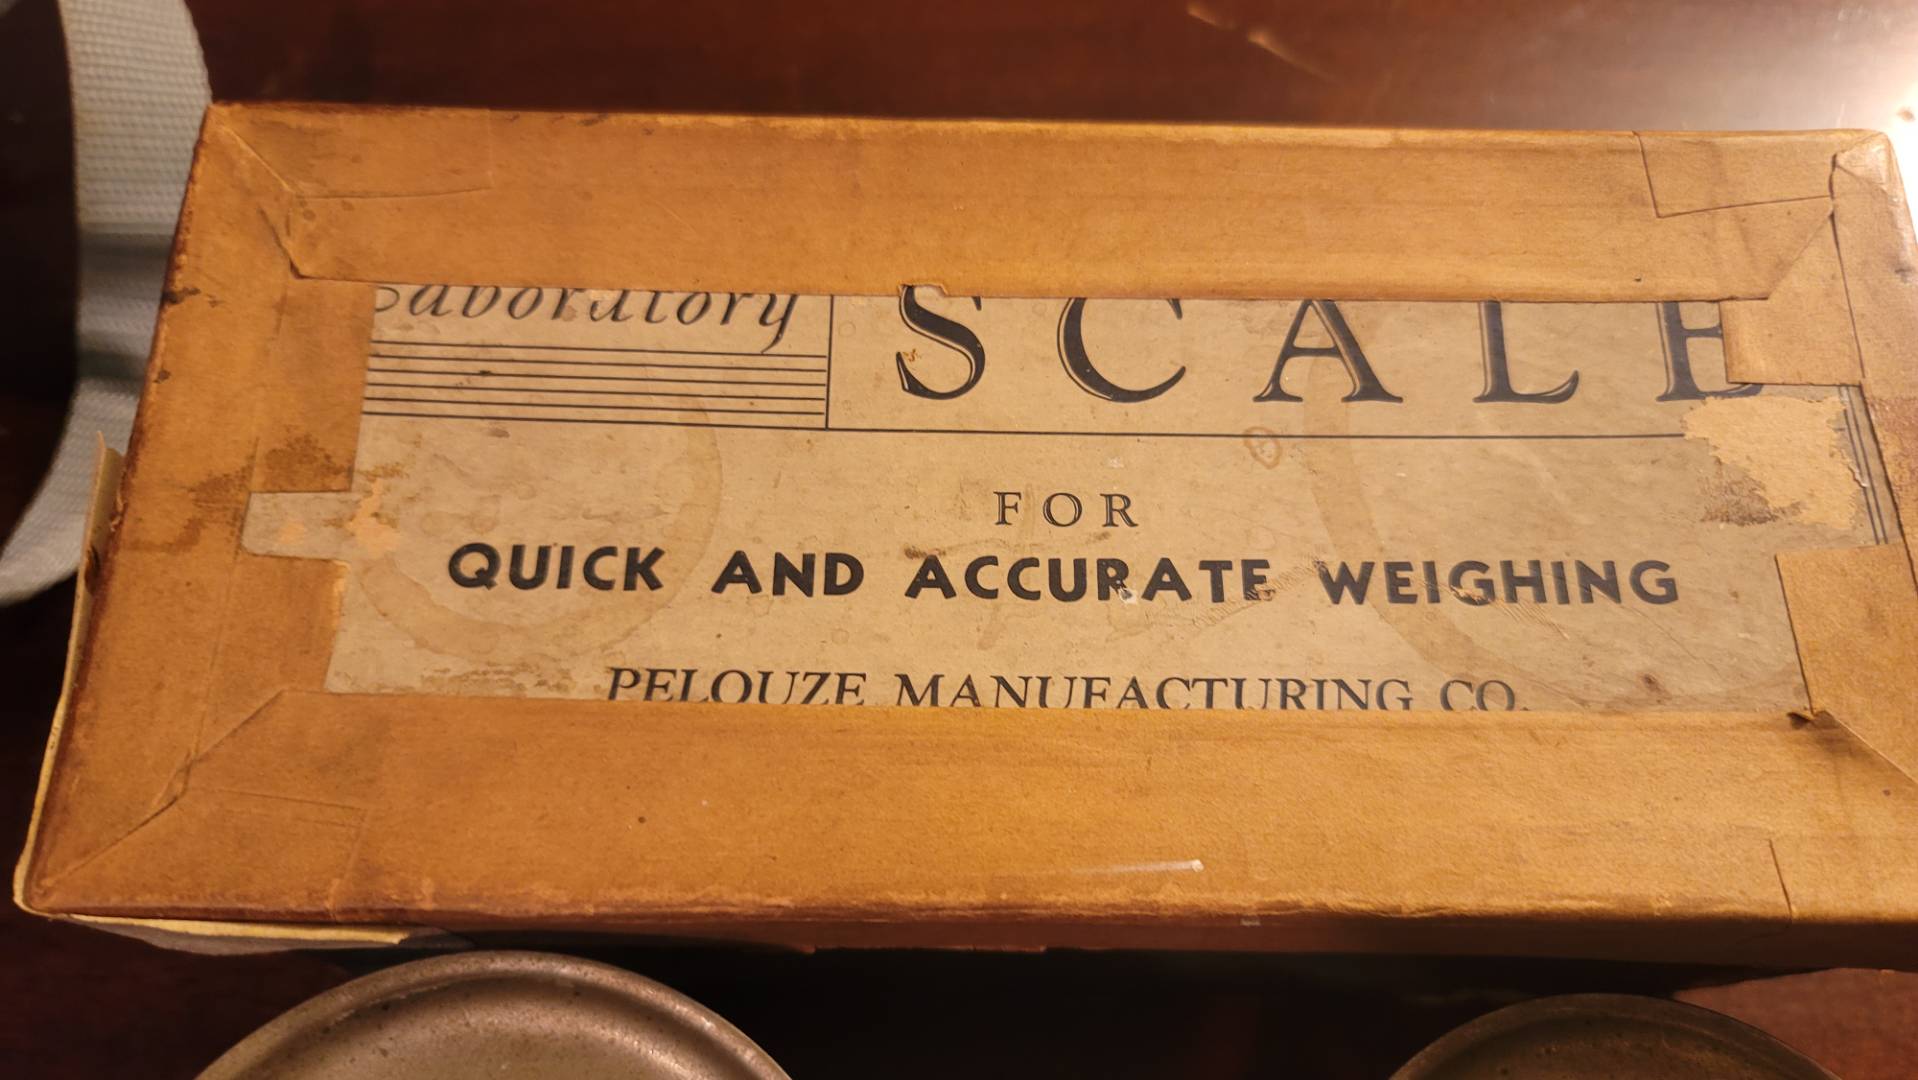 Laboratory SCALE
FOR
QUICK AND ACCURATE WEIGHING
PELOUZE MANUFACTURING CO.